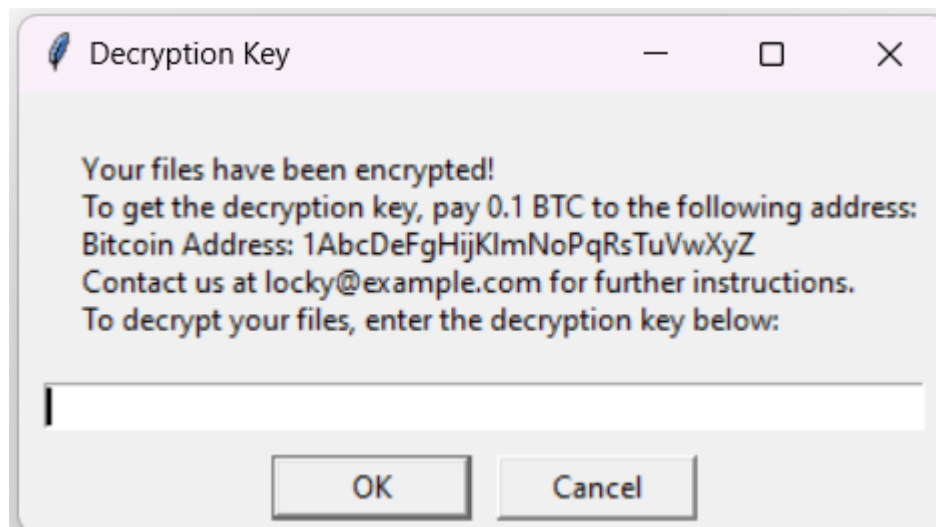 Decryption Key
Your files have been encrypted!
To get the decryption key, pay 0.1 BTC to the following address:
Bitcoin Address: 1AbcDeFgHijKlmNoPqRsTuVwXyZ
Contact us at locky@example.com for further instructions.
To decrypt your files, enter the decryption key below:
OK Cancel